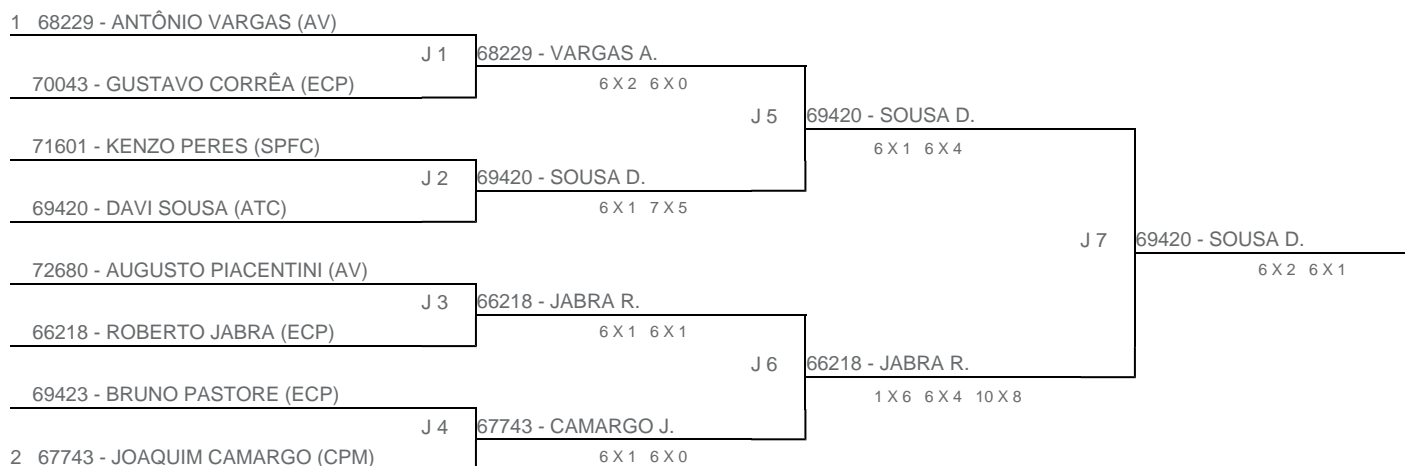 1 68229 - ANTÔNIO VARGAS (AV)
J 1
68229 - VARGAS A.
70043 - GUSTAVO CORRÊA (ECP)
6 X 2 6 X 0
J 5
69420 - SOUSA D.
71601 - KENZO PERES (SPFC)
6 X 1 6 X 4
J 2
69420 - SOUSA D.
69420 - DAVI SOUSA (ATC)
6 X 1 7 X 5
J 7
69420 - SOUSA D.
72680 - AUGUSTO PIACENTINI (AV)
6 X 2 6 X 1
J 3
66218 - JABRA R.
66218 - ROBERTO JABRA (ECP)
6 X 1 6 X 1
J 6
66218 - JABRA R.
69423 - BRUNO PASTORE (ECP)
1 X 6 6 X 4 10 X 8
J 4
67743 - CAMARGO J.
2 67743 - JOAQUIM CAMARGO (CPM)
6 X 1 6 X 0